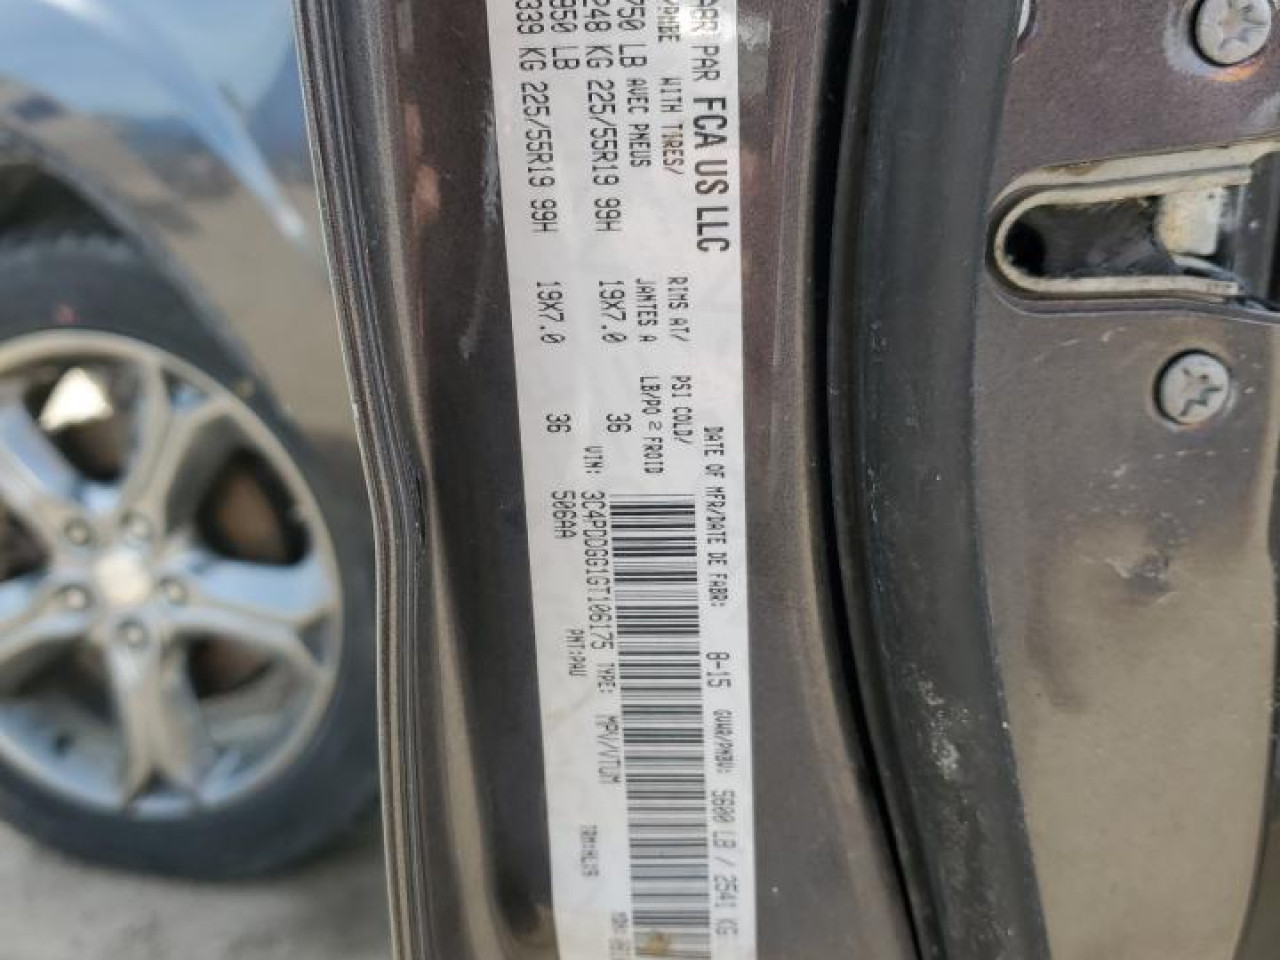 FCA US LLC
DATE OF MFR/DATE DE FABR: 8-15 GVWR/PNBV: 5600 LB / 2541 KG
PAR WITH TIRES/ RIMS AT/ PSI COLD/
LB AVEC PNEUS JANTES A LB/PO 2 FROID
248 KG 225/55R19 99H 19X7.0 36
950 LB
339 KG 225/55R19 99H 19X7.0 36
VIN: 3C4PDDGG1GT106175 TYPE: MPV/VTUM
506AA PNT:PAU